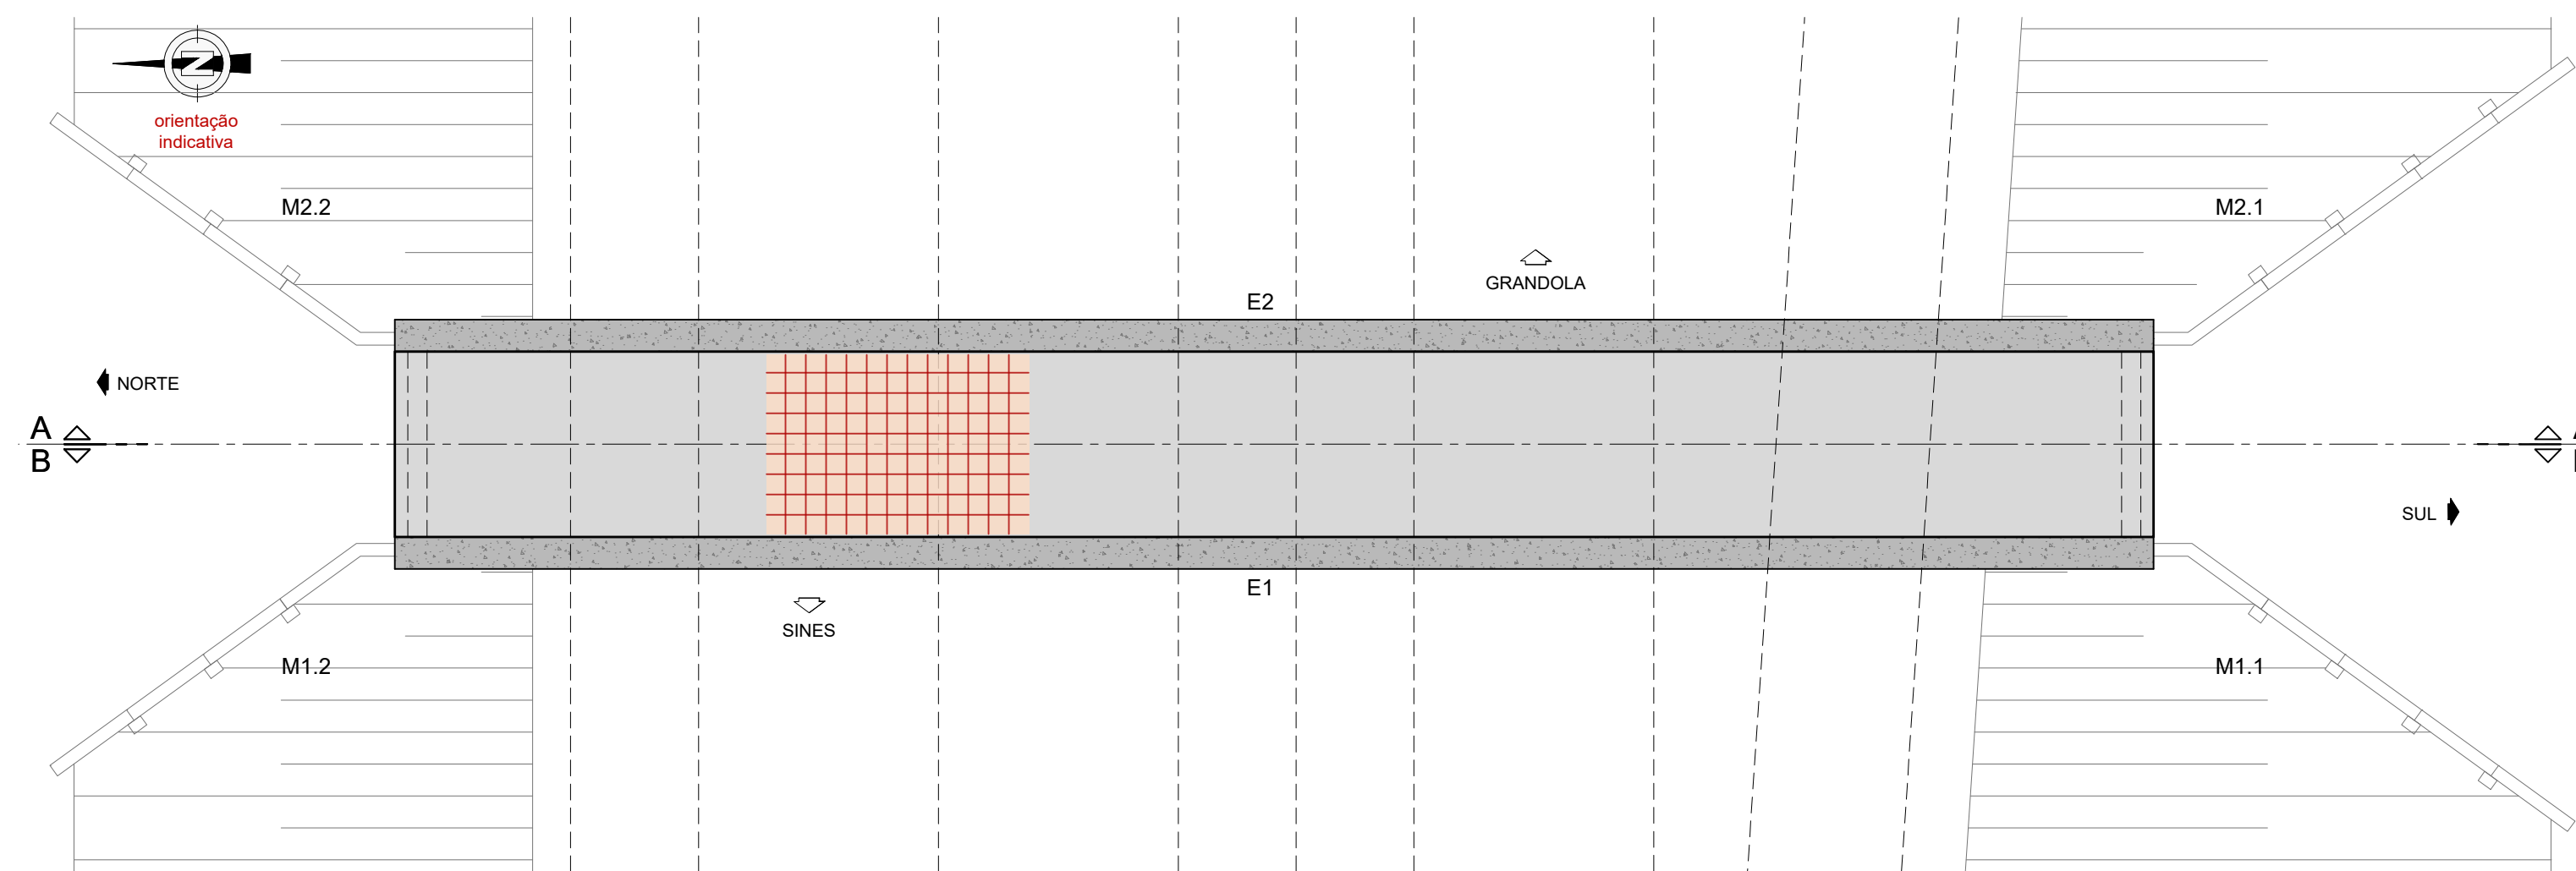 N
orientação
indicativa
M2.2
M2.1
GRANDOLA
E2
NORTE
A
B
SUL
E1
SINES
M1.2
M1.1